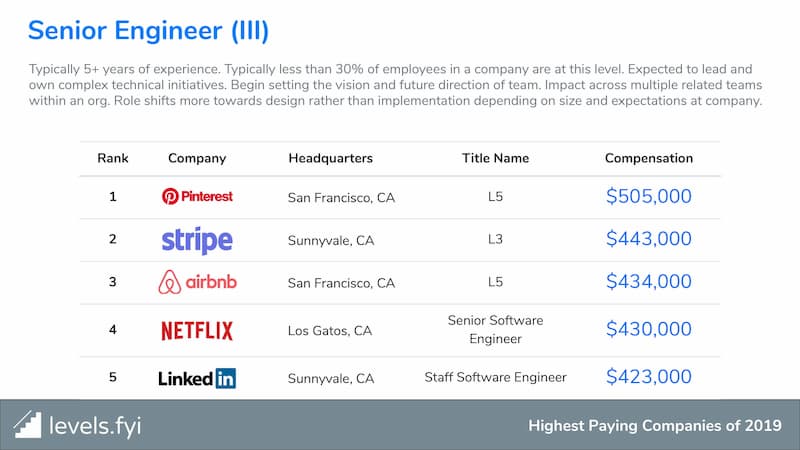 Senior Engineer (III)
Typically 5+ years of experience. Typically less than 30% of employees in a company are at this level. Expected to lead and
own complex technical initiatives. Begin setting the vision and future direction of team. Impact across multiple related teams
within an org. Role shifts more towards design rather than implementation depending on size and expectations at company.
Rank Company Headquarters Title Name Compensation
1 Pinterest San Francisco, CA L5 $505,000
2 stripe Sunnyvale, CA L3 $443,000
3 airbnb San Francisco, CA L5 $434,000
4 NETFLIX Los Gatos, CA Senior Software
Engineer $430,000
5 Linked in Sunnyvale, CA Staff Software Engineer $423,000
levels.fyi Highest Paying Companies of 2019